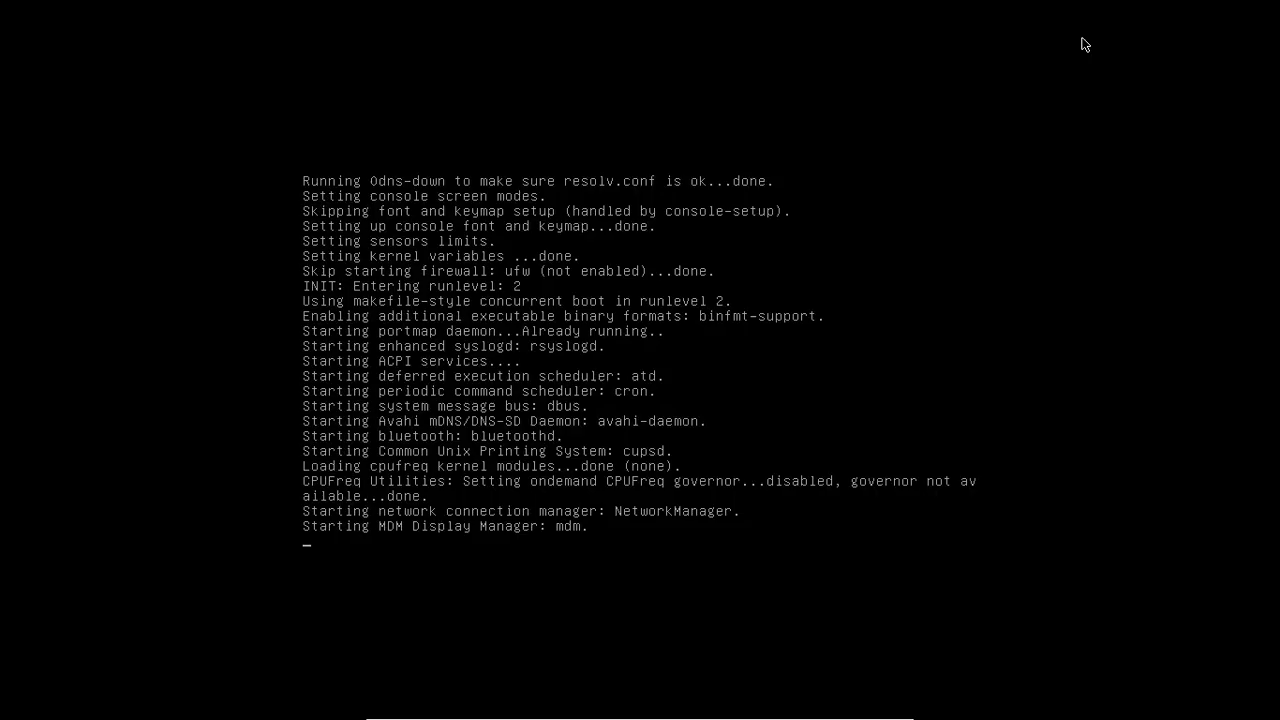 Running 0dns-down to make sure resolv.conf is ok...done.
Setting console screen modes.
Skipping font and keymap setup (handled by console-setup).
Setting up console font and keymap...done.
Setting sensors limits.
Setting kernel variables ...done.
Skip starting firewall: ufw (not enabled)...done.
INIT: Entering runlevel: 2
Using makefile-style concurrent boot in runlevel 2.
Enabling additional executable binary formats: binfmt-support.
Starting portmap daemon...Already running..
Starting enhanced syslogd: rsyslogd.
Starting ACPI services....
Starting deferred execution scheduler: atd.
Starting periodic command scheduler: cron.
Starting system message bus: dbus.
Starting Avahi mDNS/DNS-SD Daemon: avahi-daemon.
Starting bluetooth: bluetoothd.
Starting Common Unix Printing System: cupsd.
Loading cpufreq kernel modules...done (none).
CPUFreq Utilities: Setting ondemand CPUFreq governor...disabled, governor not av
ailable...done.
Starting network connection manager: NetworkManager.
Starting MDM Display Manager: mdm.